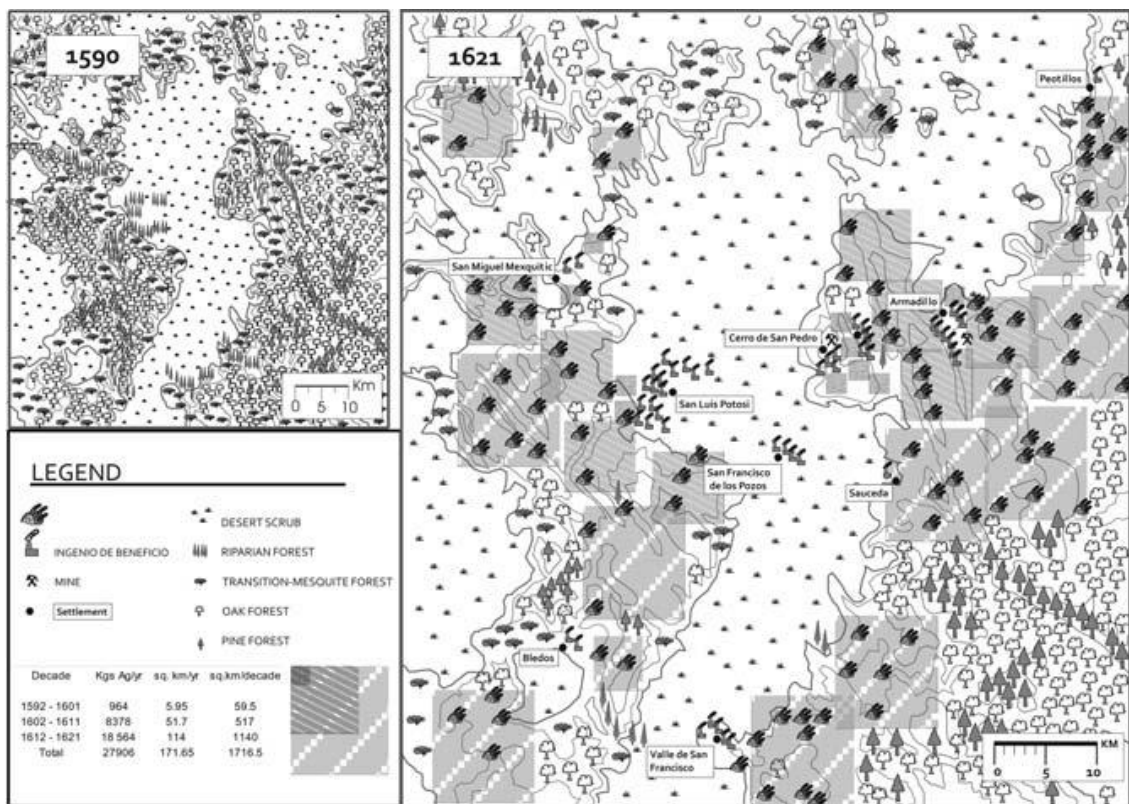 1590
Km
0 5 10
LEGEND
INGENIO DE BENEFICIO
MINE
Settlement
DESERT SCRUB
RIPARIAN FOREST
TRANSITION-MESQUITE FOREST
OAK FOREST
PINE FOREST
Decade Kgs Ag/yr sq. km/yr sq.km/decade
1592 - 1601 964 5.95 59.5
1602 - 1611 8378 51.7 517
1612 - 1621 18 564 114 1140
Total 27906 171.65 1716.5
1621
Peotillos
San Miguel Mexquitic
Armadillo
Cerro de San Pedro
San Luis Potosi
San Francisco
de los Pozos
Sauceda
Bledos
Valle de San
Francisco
KM
0 5 10